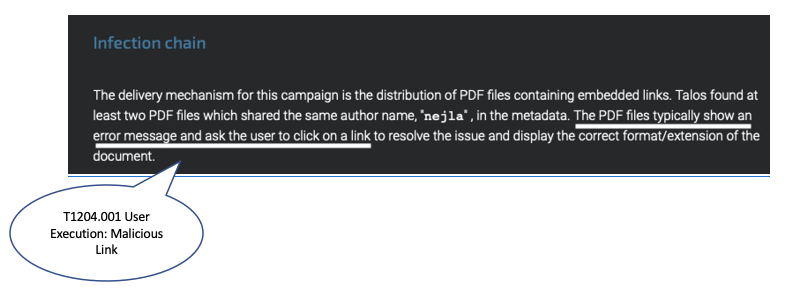 Infection chain
The delivery mechanism for this campaign is the distribution of PDF files containing embedded links. Talos found at
least two PDF files which shared the same author name, "nejla" , in the metadata. The PDF files typically show an
error message and ask the user to click on a link to resolve the issue and display the correct format/extension of the
document.
T1204.001 User
Execution: Malicious
Link